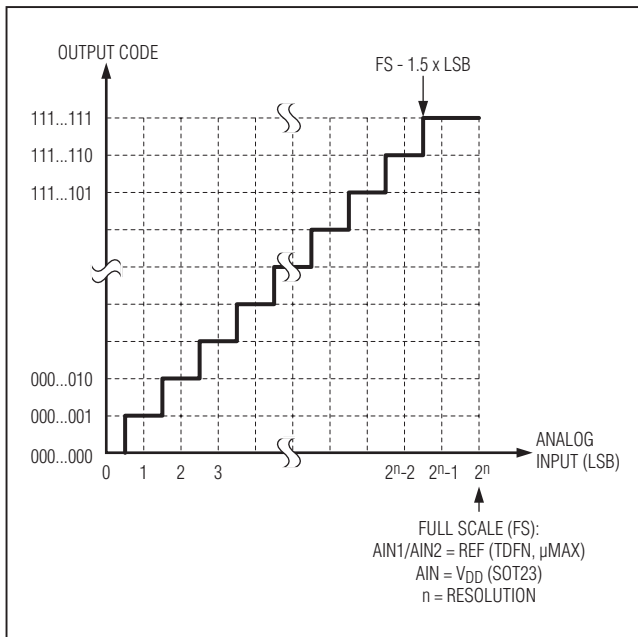 OUTPUT CODE
FS - 1.5 x LSB
111...111
111...110
111...101
000...010
000...001
000...000
0 1 2 3 2ⁿ-2 2ⁿ-1 2ⁿ
ANALOG
INPUT (LSB)
FULL SCALE (FS):
AIN1/AIN2 = REF (TDFN, µMAX)
AIN = VDD (SOT23)
n = RESOLUTION